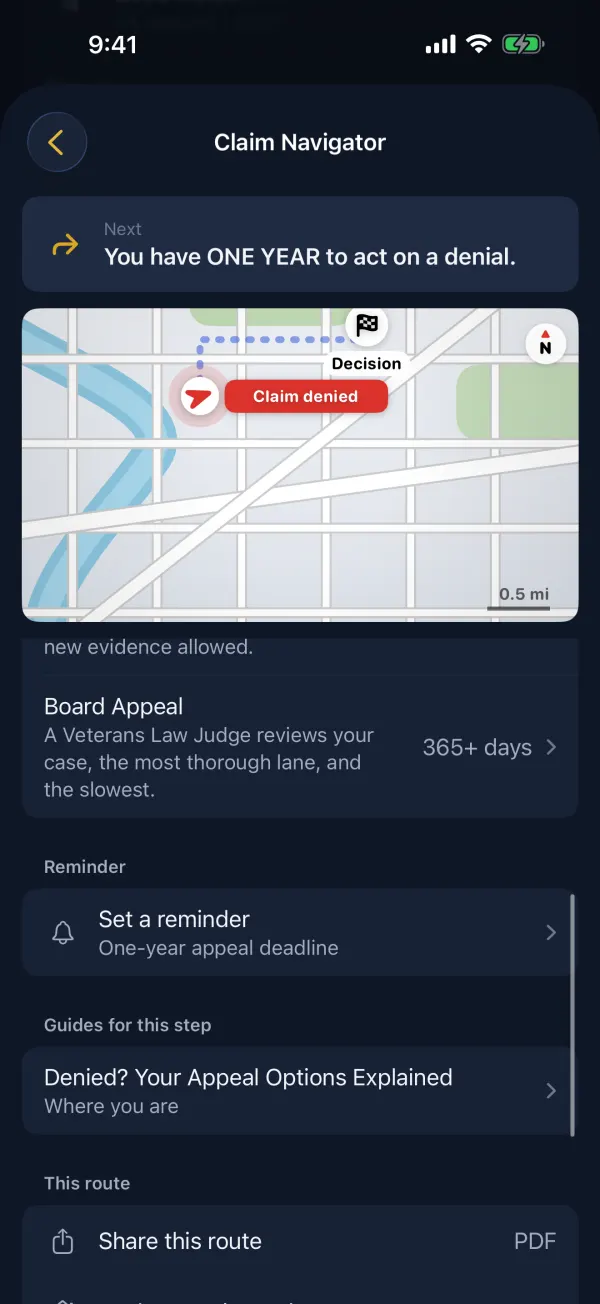 9:41
Claim Navigator
Next
You have ONE YEAR to act on a denial.
N
Decision
Claim denied
0.5 mi
new evidence allowed.
Board Appeal
A Veterans Law Judge reviews your
case, the most thorough lane, and
the slowest.
365+ days
Reminder
Set a reminder
One-year appeal deadline
Guides for this step
Denied? Your Appeal Options Explained
Where you are
This route
Share this route
PDF